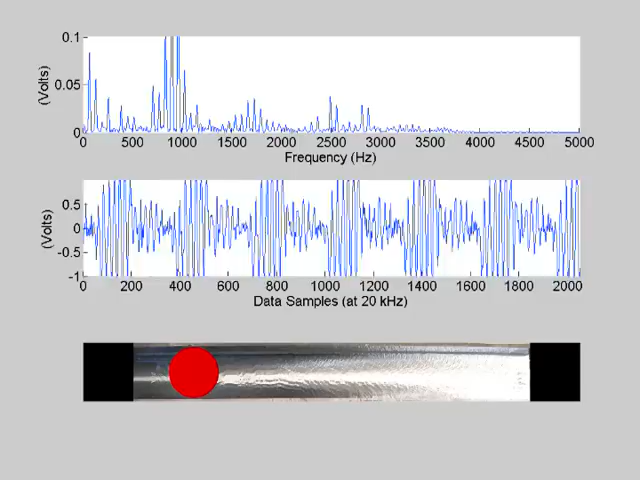 0.1
0.05
0
(Volts)
0 500 1000 1500 2000 2500 3000 3500 4000 4500 5000
Frequency (Hz)
0.5
0
-0.5
-1
(Volts)
0 200 400 600 800 1000 1200 1400 1600 1800 2000
Data Samples (at 20 kHz)